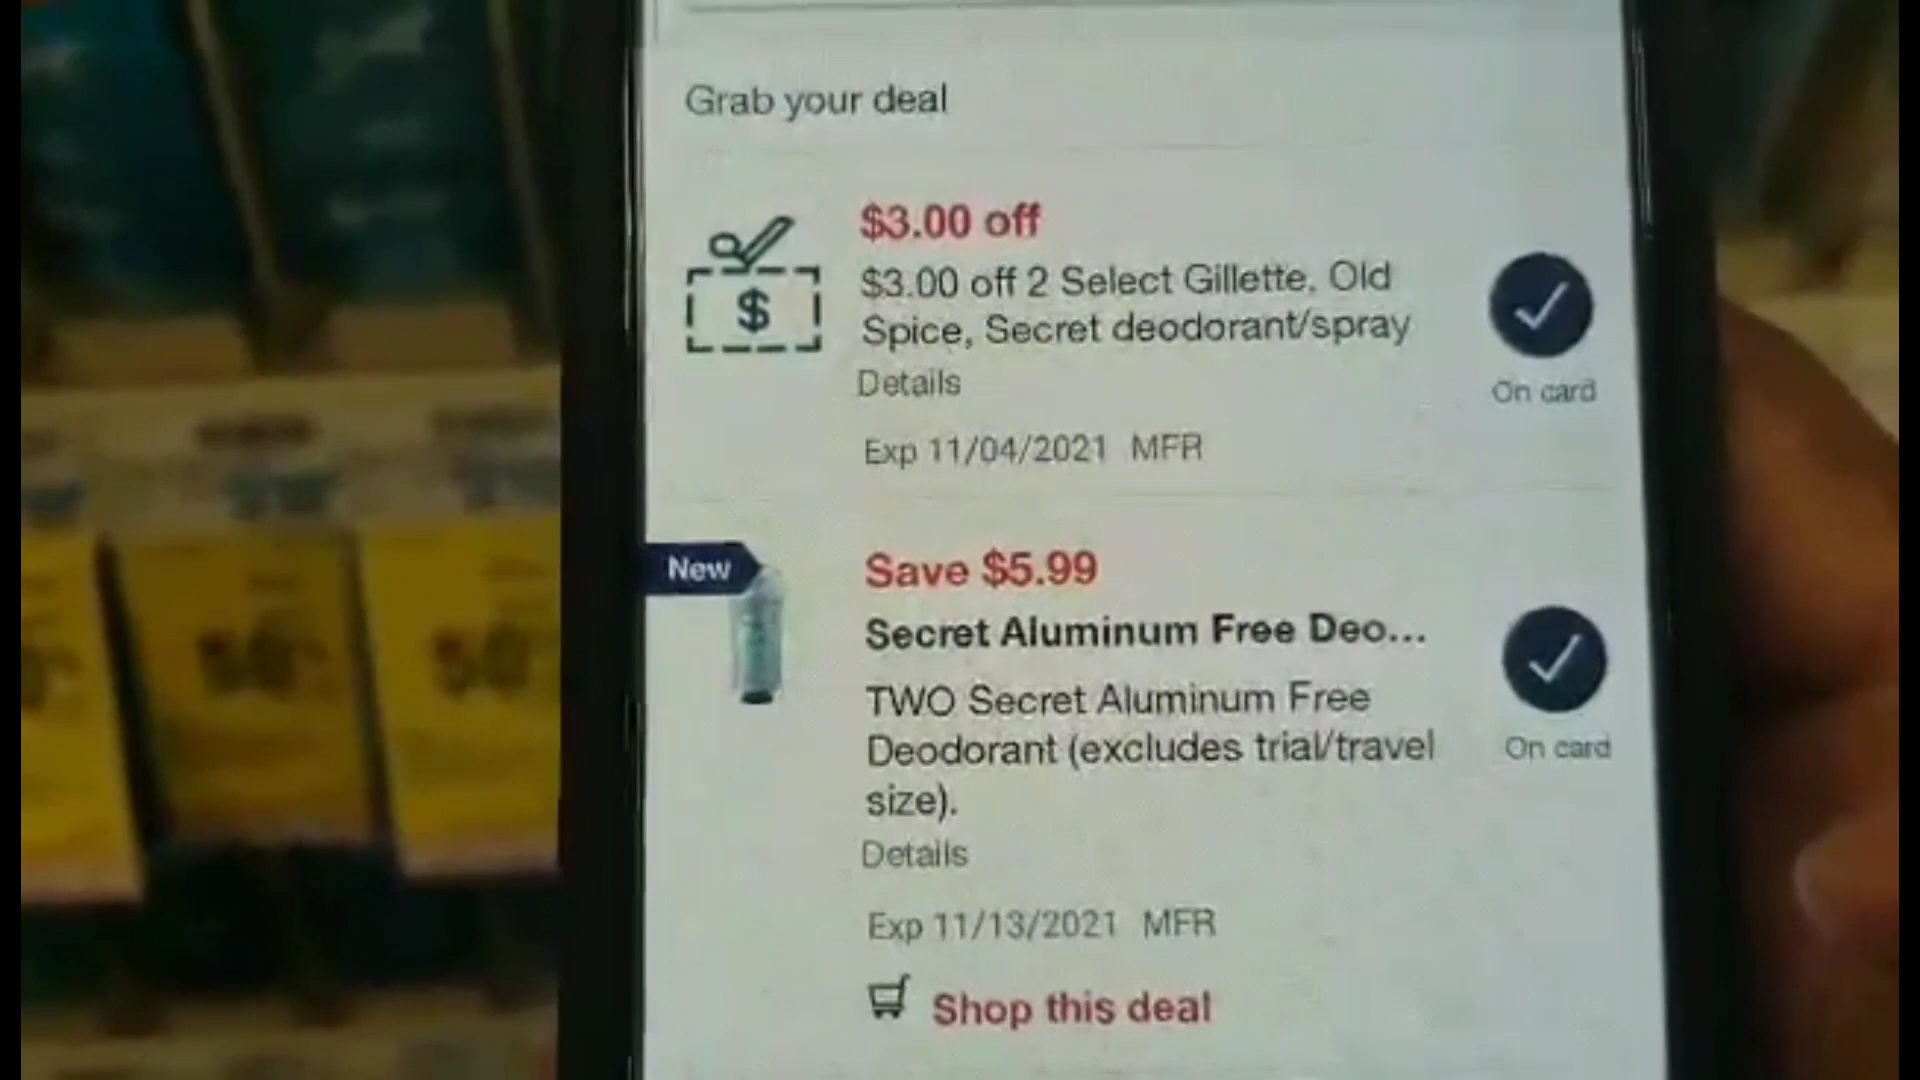 Grab your deal
$3.00 off
$3.00 off 2 Select Gillette, Old
Spice, Secret deodorant/spray
Details
On card
Exp 11/04/2021 MFR
New
Save $5.99
Secret Aluminum Free Deo...
TWO Secret Aluminum Free
Deodorant (excludes trial/travel
size).
Details
On card
Exp 11/13/2021 MFR
Shop this deal